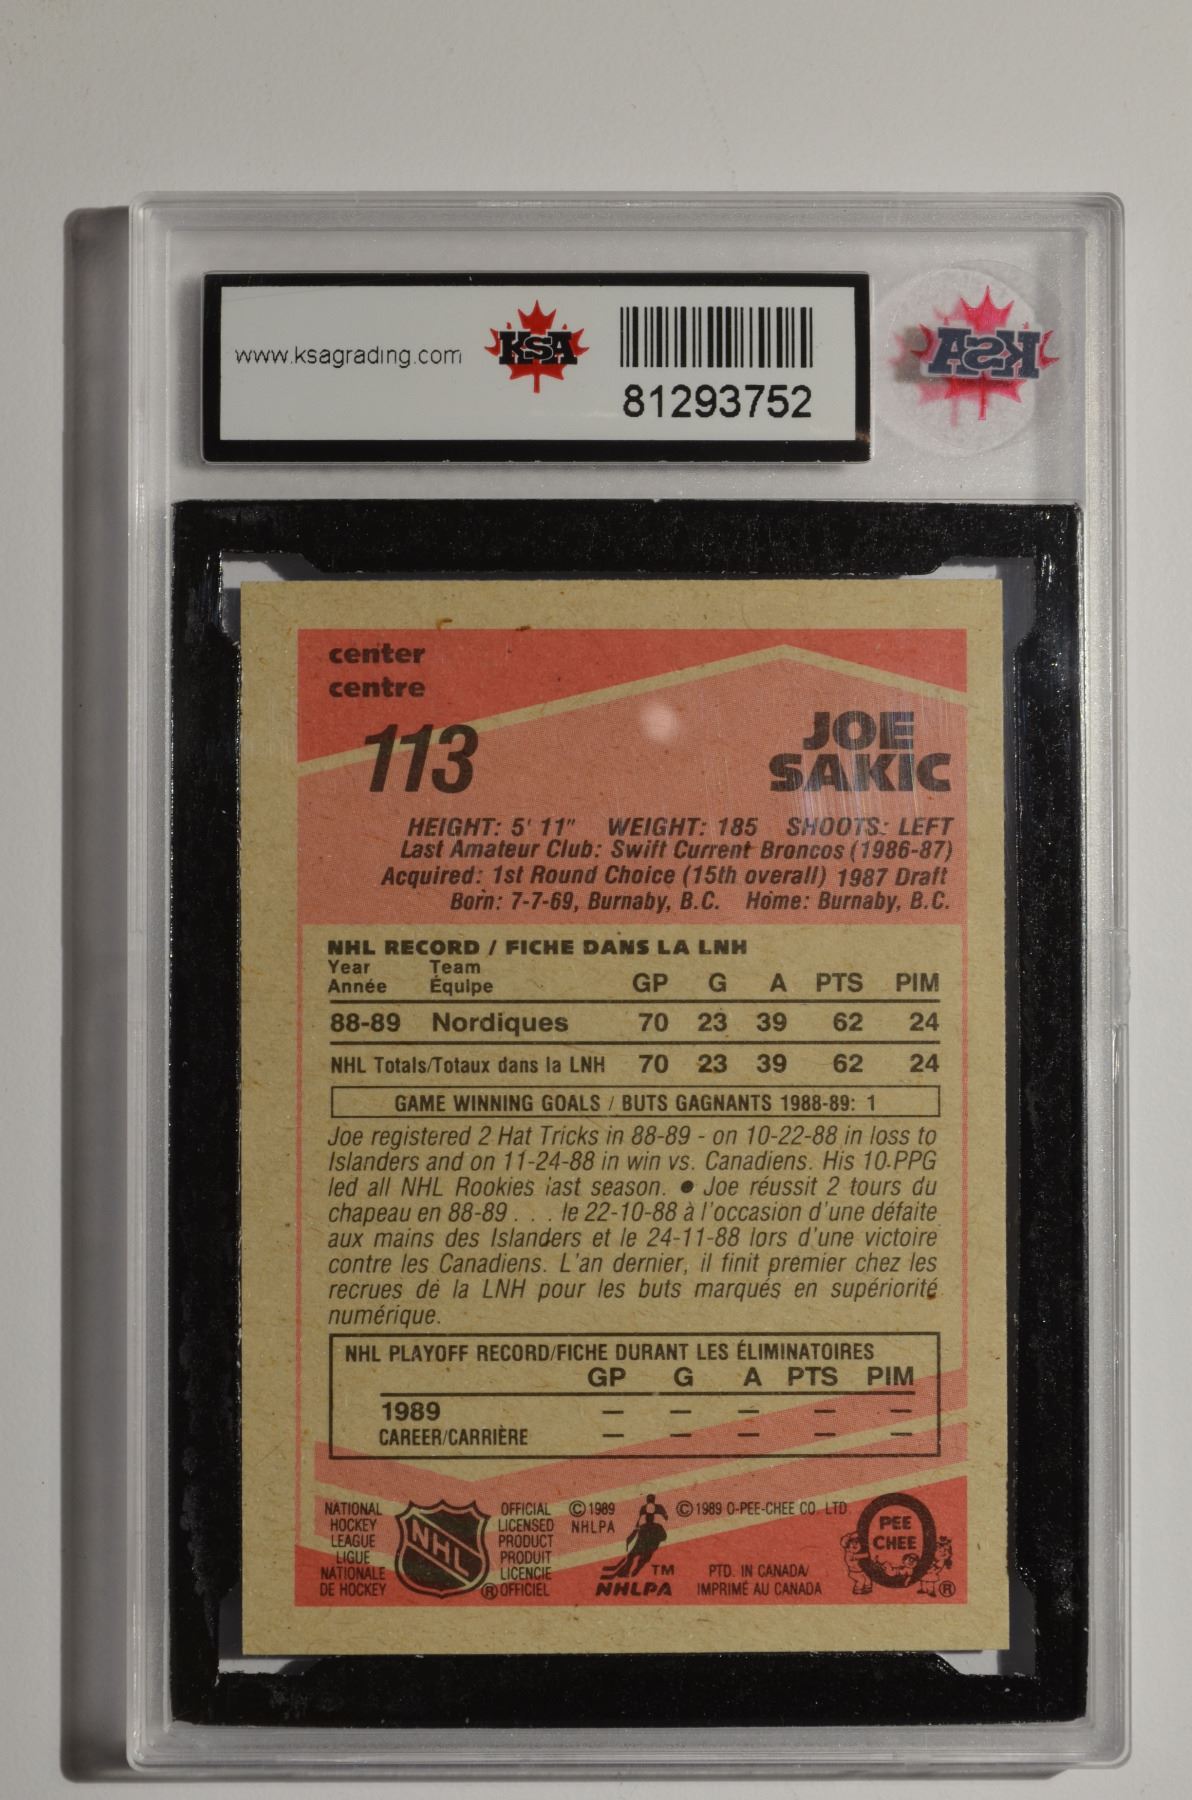 www.ksagrading.com
KSA
81293752
KSA
center
centre
113
JOE
SAKIC
HEIGHT: 5' 11" WEIGHT: 185 SHOOTS: LEFT
Last Amateur Club: Swift Current Broncos (1986-87)
Acquired: 1st Round Choice (15th overall) 1987 Draft
Born: 7-7-69, Burnaby, B.C. Home: Burnaby, B.C.
NHL RECORD / FICHE DANS LA LNH
Year Team
Année Équipe GP G A PTS PIM
88-89 Nordiques 70 23 39 62 24
NHL Totals/Totaux dans la LNH 70 23 39 62 24
GAME WINNING GOALS / BUTS GAGNANTS 1988-89: 1
Joe registered 2 Hat Tricks in 88-89 - on 10-22-88 in loss to
Islanders and on 11-24-88 in win vs. Canadiens. His 10 PPG
led all NHL Rookies last season. ● Joe réussit 2 tours du
chapeau en 88-89 . . . le 22-10-88 à l'occasion d'une défaite
aux mains des Islanders et le 24-11-88 lors d'une victoire
contre les Canadiens. L'an dernier, il finit premier chez les
recrues de la LNH pour les buts marqués en supériorité
numérique.
NHL PLAYOFF RECORD/FICHE DURANT LES ÉLIMINATOIRES
GP G A PTS PIM
1989 — — — — —
CAREER/CARRIÈRE — — — — —
NATIONAL
HOCKEY
LEAGUE
LIGUE
NATIONALE
DE HOCKEY
NHL
®
OFFICIAL
LICENSED
PRODUCT
PRODUIT
LICENCIE
OFFICIEL
© 1989
NHLPA
TM
NHLPA
© 1989 O-PEE-CHEE CO. LTD.
PTD. IN CANADA/
IMPRIMÉ AU CANADA
O
PEE
CHEE
®